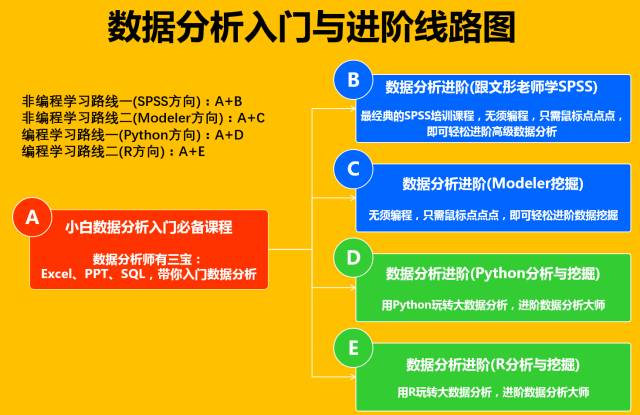 数据分析入门与进阶线路图
非编程学习路线一(SPSS方向)：A+B
非编程学习路线二(Modeler方向)：A+C
编程学习路线一(Python方向)：A+D
编程学习路线二(R方向)：A+E
A
小白数据分析入门必备课程
数据分析师有三宝：
Excel、PPT、SQL，带你入门数据分析
B
数据分析进阶(跟文彤老师学SPSS)
最经典的SPSS培训课程，无须编程，只需鼠标点点点，
即可轻松进阶高级数据分析
C
数据分析进阶(Modeler挖掘)
无须编程，只需鼠标点点点，即可轻松进阶数据挖掘
D
数据分析进阶(Python分析与挖掘)
用Python玩转大数据分析，进阶数据分析大师
E
数据分析进阶(R分析与挖掘)
用R玩转大数据分析，进阶数据分析大师